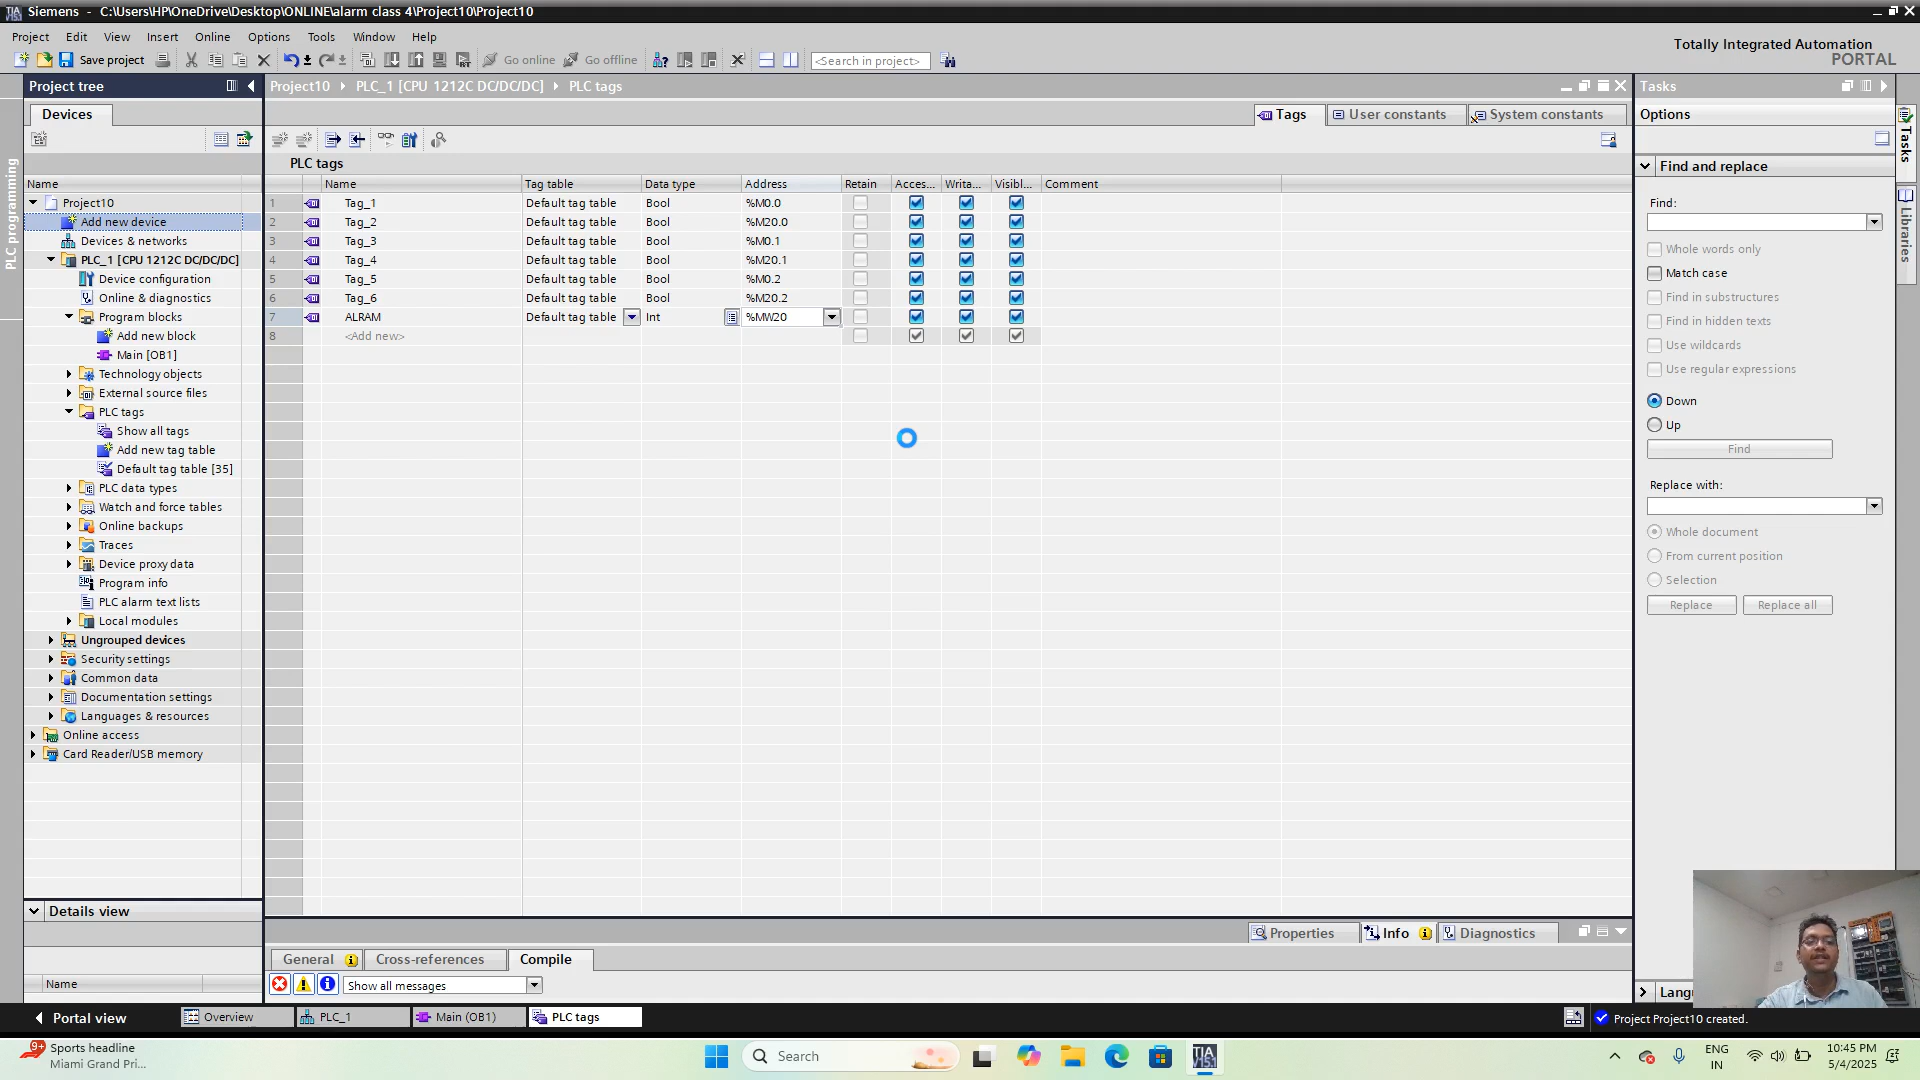 Siemens - C:\Users\HP\OneDrive\Desktop\ONLINE\alarm class 4\Project10\Project10
Project Edit View Insert Online Options Tools Window Help
Totally Integrated Automation
PORTAL
Save project Go online Go offline <Search in project>
Project tree
Project10 PLC_1 [CPU 1212C DC/DC/DC] PLC tags
Tasks
Devices
Tags User constants System constants
Options
PLC tags
Find and replace
PLC programming
Tasks
Libraries
Name
Project10
Add new device
Devices & networks
PLC_1 [CPU 1212C DC/DC/DC]
Device configuration
Online & diagnostics
Program blocks
Add new block
Main [OB1]
Technology objects
External source files
PLC tags
Show all tags
Add new tag table
Default tag table [35]
PLC data types
Watch and force tables
Online backups
Traces
Device proxy data
Program info
PLC alarm text lists
Local modules
Ungrouped devices
Security settings
Common data
Documentation settings
Languages & resources
Online access
Card Reader/USB memory
Details view
Name
Name Tag table Data type Address Retain Acces... Writa... Visibl... Comment
1 Tag_1 Default tag table Bool %M0.0
2 Tag_2 Default tag table Bool %M20.0
3 Tag_3 Default tag table Bool %M0.1
4 Tag_4 Default tag table Bool %M20.1
5 Tag_5 Default tag table Bool %M0.2
6 Tag_6 Default tag table Bool %M20.2
7 ALRAM Default tag table Int %MW20
8 <Add new>
Find:
Whole words only
Match case
Find in substructures
Find in hidden texts
Use wildcards
Use regular expressions
Down
Up
Find
Replace with:
Whole document
From current position
Selection
Replace Replace all
Properties Info Diagnostics
General Cross-references Compile
Show all messages
Langu
Portal view Overview PLC_1 Main (OB1) PLC tags
Project Project10 created.
9+
Sports headline
Miami Grand Pri...
Search
TIA
V15.1
ENG
IN
10:45 PM
5/4/2025